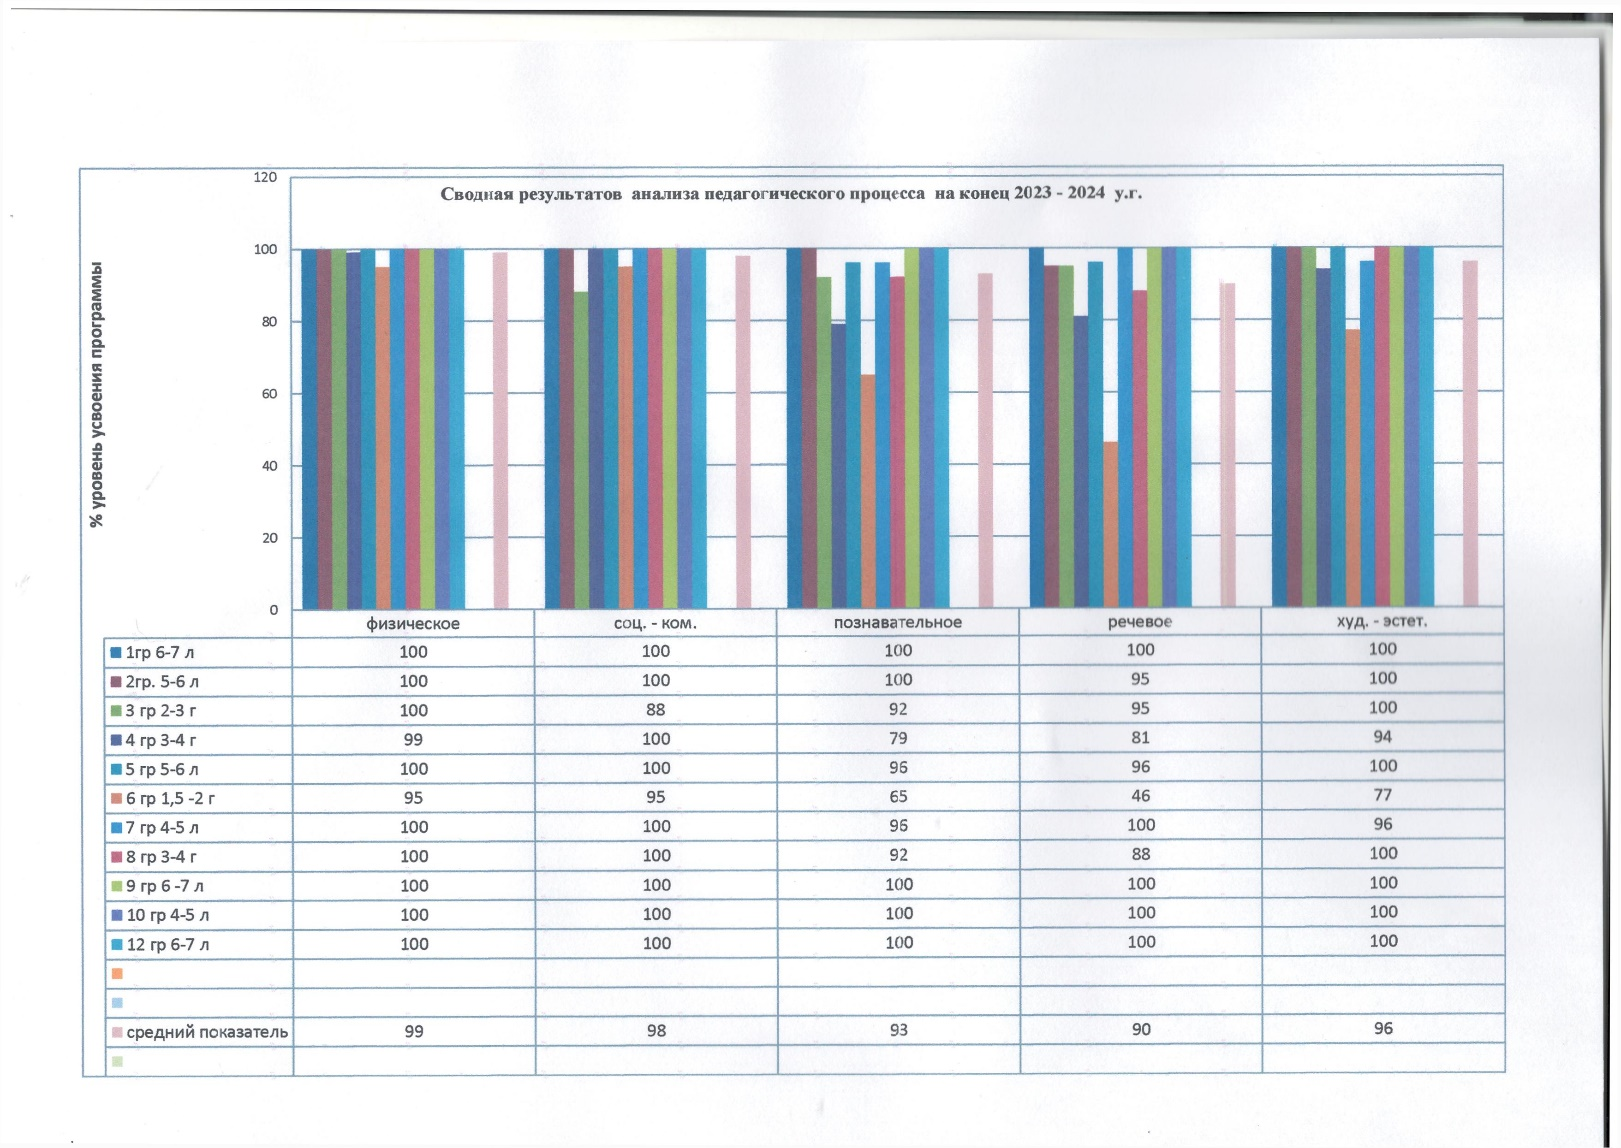 Сводная результатов анализа педагогического процесса на конец 2023 - 2024 у.г.
% уровень усвоения программы
120
100
80
60
40
20
0
физическое соц. - ком. познавательное речевое худ. - эстет.
1гр 6-7 л 100 100 100 100 100
2гр. 5-6 л 100 100 100 95 100
3 гр 2-3 г 100 88 92 95 100
4 гр 3-4 г 99 100 79 81 94
5 гр 5-6 л 100 100 96 96 100
6 гр 1,5 -2 г 95 95 65 46 77
7 гр 4-5 л 100 100 96 100 96
8 гр 3-4 г 100 100 92 88 100
9 гр 6 -7 л 100 100 100 100 100
10 гр 4-5 л 100 100 100 100 100
12 гр 6-7 л 100 100 100 100 100
средний показатель 99 98 93 90 96